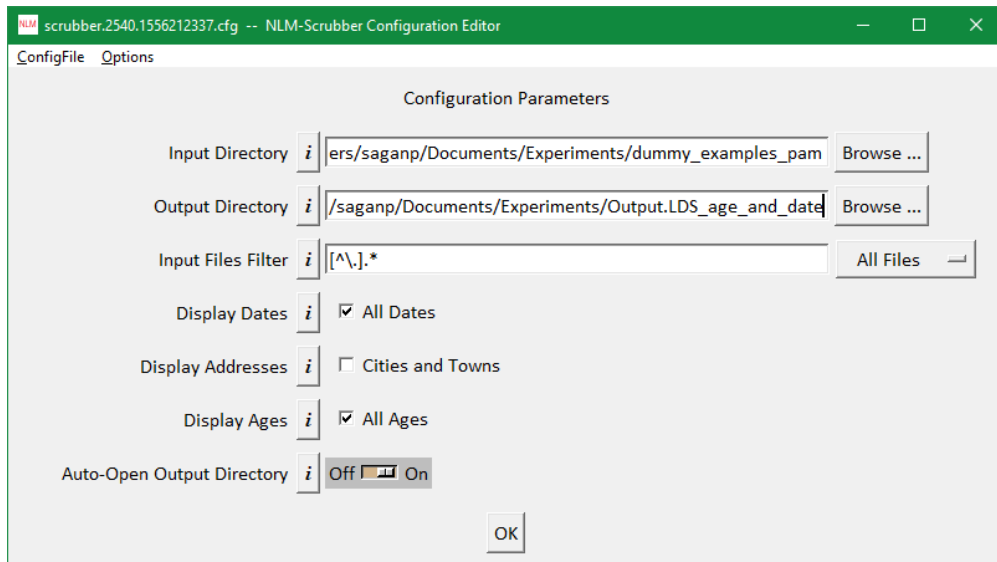 NLM scrubber.2540.1556212337.cfg -- NLM-Scrubber Configuration Editor
ConfigFile Options
Configuration Parameters
Input Directory i ers/saganp/Documents/Experiments/dummy_examples_pam Browse ...
Output Directory i /saganp/Documents/Experiments/Output.LDS_age_and_date Browse ...
Input Files Filter i [^\.].* All Files
Display Dates i All Dates
Display Addresses i Cities and Towns
Display Ages i All Ages
Auto-Open Output Directory i Off On
OK